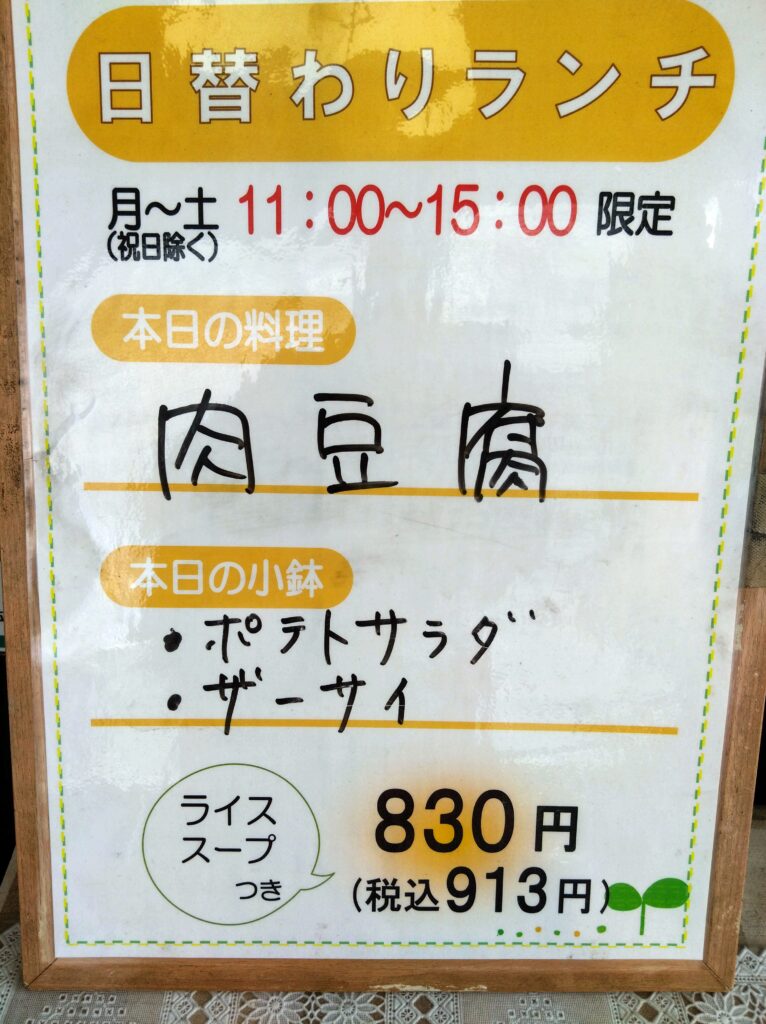 日替わりランチ
月〜土 11:00〜15:00 限定
(祝日除く)
本日の料理
肉豆腐
本日の小鉢
・ポテトサラダ
・ザーサイ
ライス
スープ
つき
830円
(税込913円)